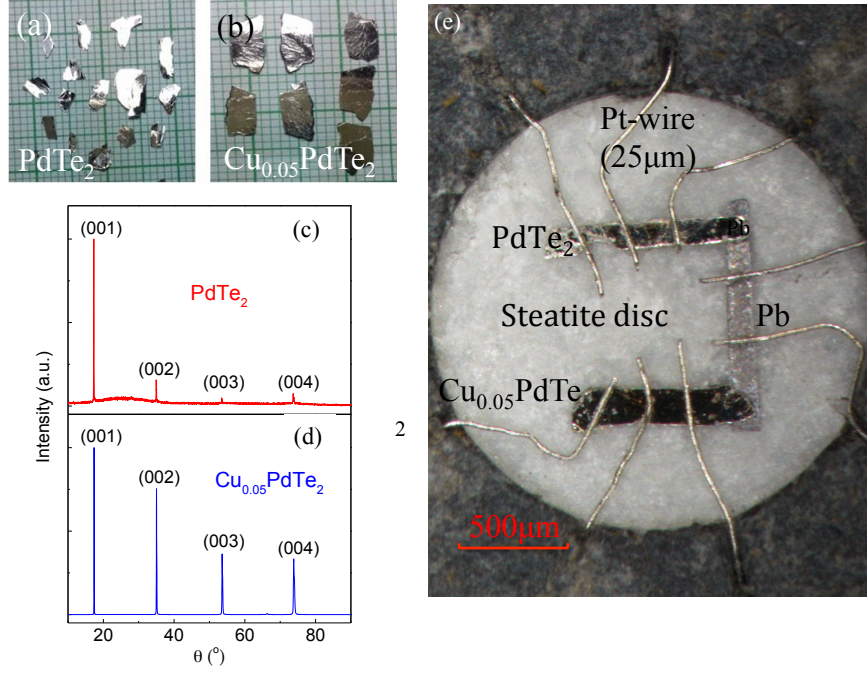 (a)
PdTe₂
(b)
Cu₀.₀₅PdTe₂
(c)
(001)
PdTe₂
(002)
(003)
(004)
(d)
(001)
Cu₀.₀₅PdTe₂
(002)
(003)
(004)
Intensity (a.u.)
20
40
60
80
θ (°)
2
(e)
Pt-wire
(25μm)
PdTe₂
Pb
Steatite disc
Pb
Cu₀.₀₅PdTe
500μm